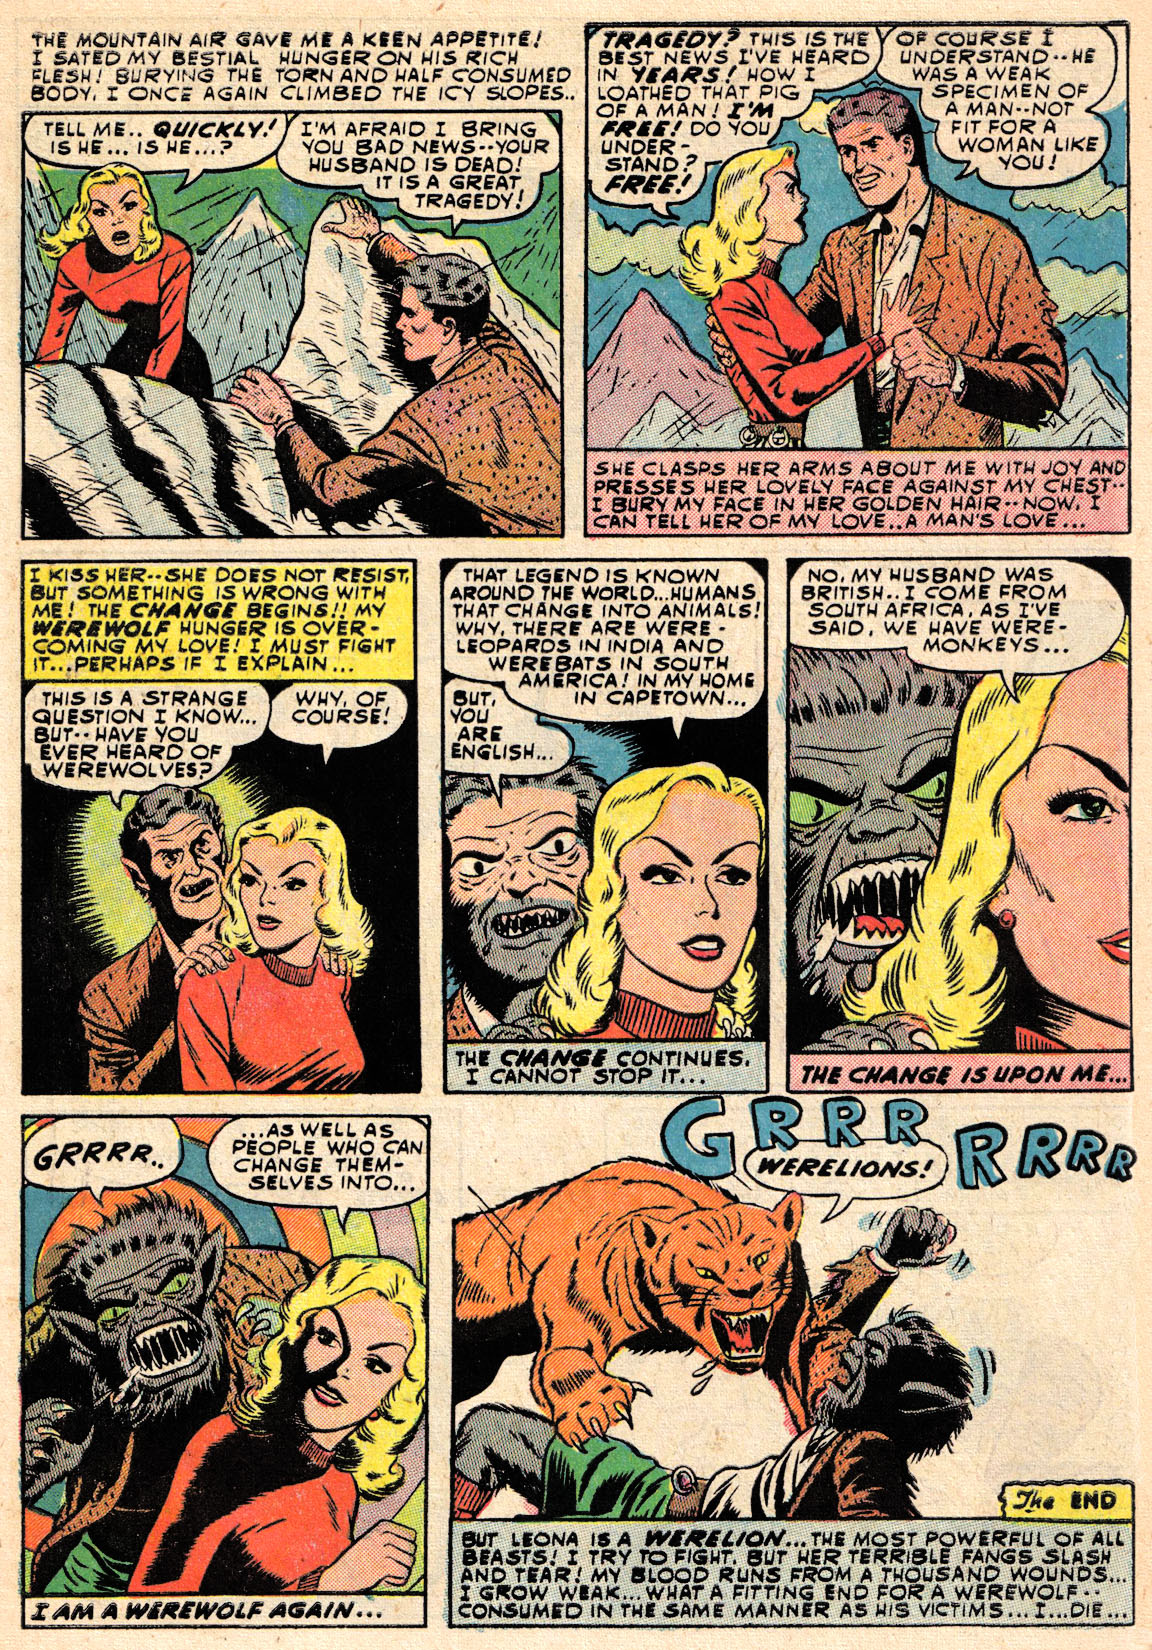 THE MOUNTAIN AIR GAVE ME A KEEN APPETITE!
I SATED MY BESTIAL HUNGER ON HIS RICH
FLESH! BURYING THE TORN AND HALF CONSUMED
BODY, I ONCE AGAIN CLIMBED THE ICY SLOPES..
TELL ME.. QUICKLY!
IS HE... IS HE...?
I'M AFRAID I BRING
YOU BAD NEWS--YOUR
HUSBAND IS DEAD!
IT IS A GREAT
TRAGEDY!
TRAGEDY? THIS IS THE
BEST NEWS I'VE HEARD
IN YEARS! HOW I
LOATHED THAT PIG
OF A MAN! I'M
FREE! DO YOU
UNDER-
STAND?
FREE!
OF COURSE I
UNDERSTAND--HE
WAS A WEAK
SPECIMEN OF
A MAN--NOT
FIT FOR A
WOMAN LIKE
YOU!
SHE CLASPS HER ARMS ABOUT ME WITH JOY AND
PRESSES HER LOVELY FACE AGAINST MY CHEST--
I BURY MY FACE IN HER GOLDEN HAIR--NOW, I
CAN TELL HER OF MY LOVE..A MAN'S LOVE...
I KISS HER--SHE DOES NOT RESIST,
BUT SOMETHING IS WRONG WITH
ME! THE CHANGE BEGINS!! MY
WEREWOLF HUNGER IS OVER-
COMING MY LOVE! I MUST FIGHT
IT...PERHAPS IF I EXPLAIN...
THIS IS A STRANGE
QUESTION I KNOW...
BUT--HAVE YOU
EVER HEARD OF
WEREWOLVES?
WHY, OF
COURSE!
THAT LEGEND IS KNOWN
AROUND THE WORLD...HUMANS
THAT CHANGE INTO ANIMALS!
WHY, THERE ARE WERE-
LEOPARDS IN INDIA AND
WEREBATS IN SOUTH
AMERICA! IN MY HOME
IN CAPETOWN...
BUT,
YOU
ARE
ENGLISH...
THE CHANGE CONTINUES.
I CANNOT STOP IT...
NO, MY HUSBAND WAS
BRITISH..I COME FROM
SOUTH AFRICA, AS I'VE
SAID, WE HAVE WERE-
MONKEYS...
THE CHANGE IS UPON ME...
GRRRR..
...AS WELL AS
PEOPLE WHO CAN
CHANGE THEM-
SELVES INTO...
I AM A WEREWOLF AGAIN...
GRRR RRRR
WERELIONS!
The END
BUT LEONA IS A WERELION...THE MOST POWERFUL OF ALL
BEASTS! I TRY TO FIGHT, BUT HER TERRIBLE FANGS SLASH
AND TEAR! MY BLOOD RUNS FROM A THOUSAND WOUNDS...
I GROW WEAK...WHAT A FITTING END FOR A WEREWOLF--
CONSUMED IN THE SAME MANNER AS HIS VICTIMS...I...DIE...